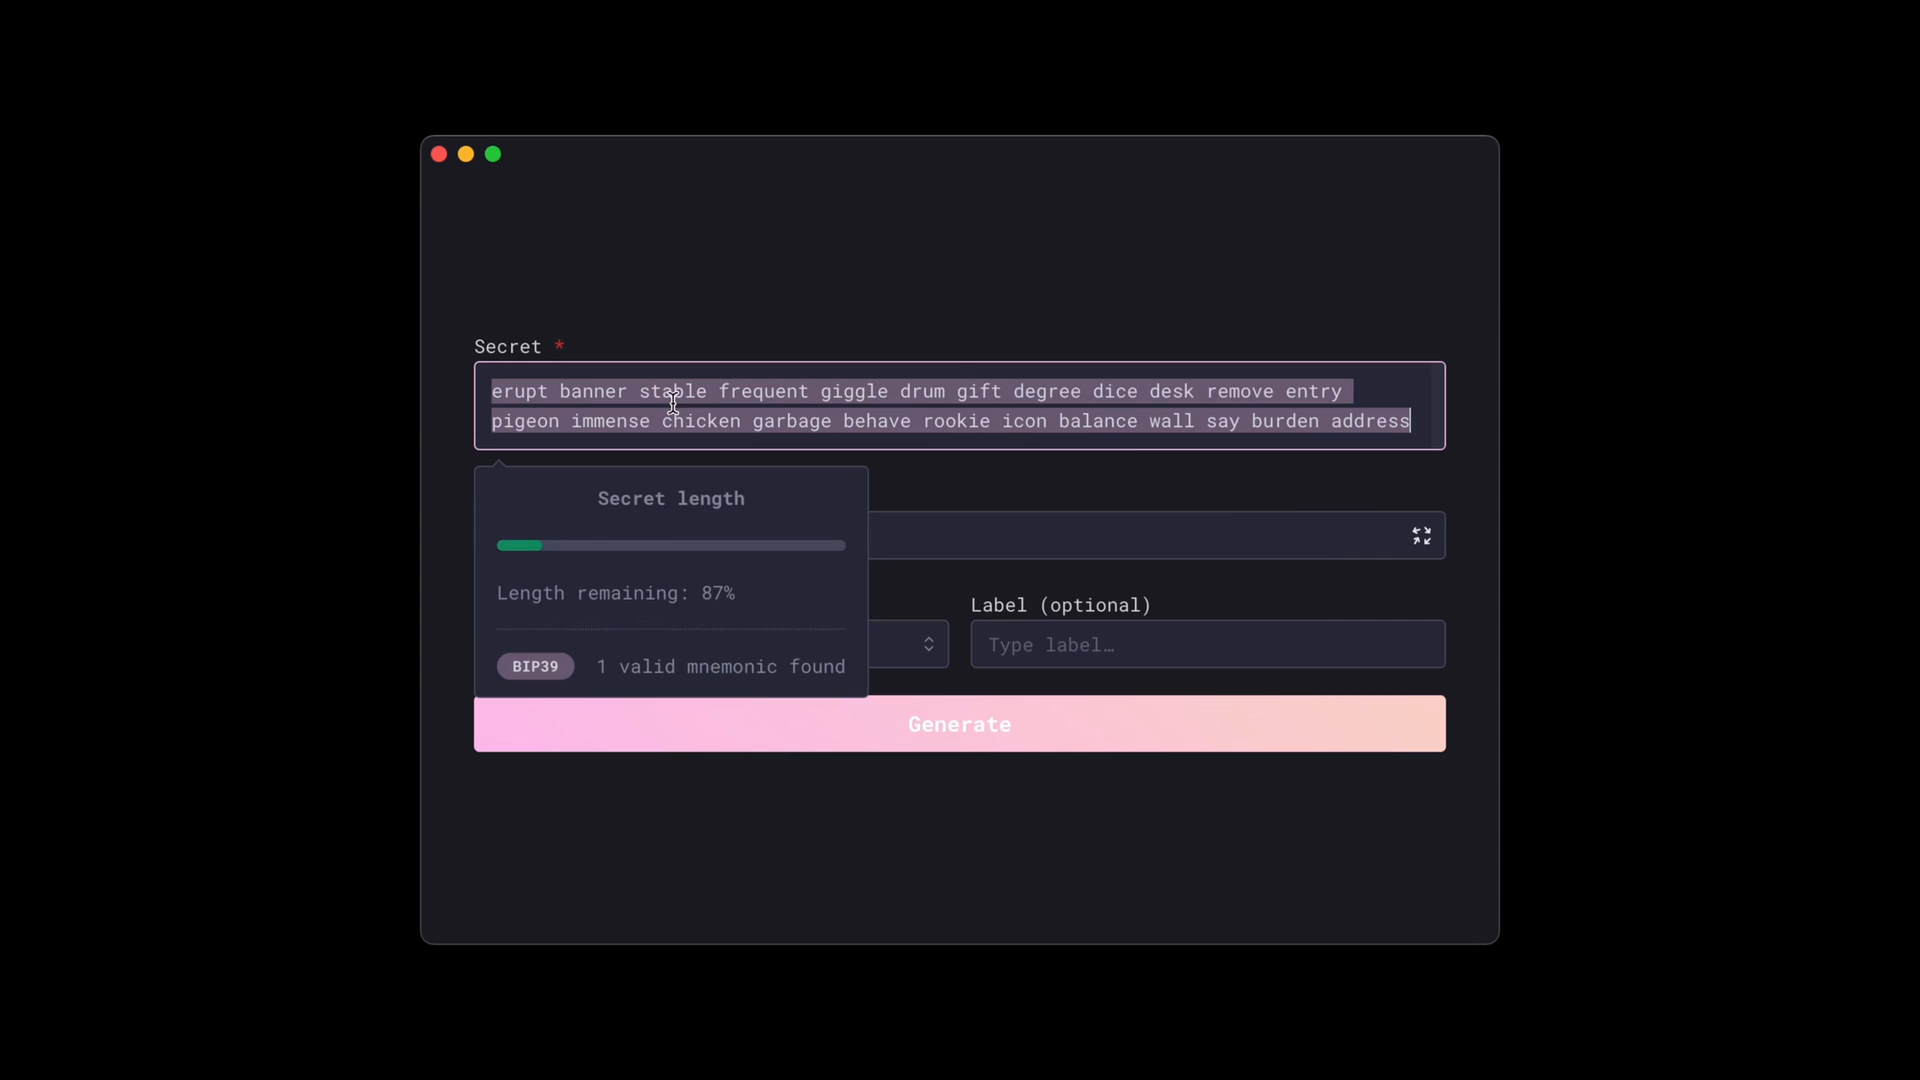 Secret *
erupt banner stable frequent giggle drum gift degree dice desk remove entry
pigeon immense chicken garbage behave rookie icon balance wall say burden address
Secret length
Length remaining: 87%
BIP39 1 valid mnemonic found
Label (optional)
Type label…
Generate